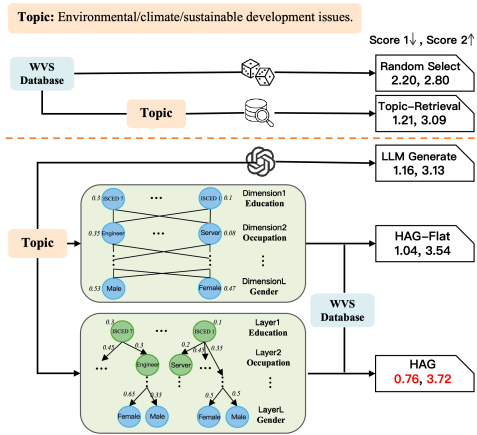 Topic: Environmental/climate/sustainable development issues.
Score 1↓ , Score 2↑
WVS
Database
Random Select
2.20, 2.80
Topic
Topic-Retrieval
1.21, 3.09
LLM Generate
1.16, 3.13
Topic
0.3 ISCED 7 ... ISCED 1 0.1
Dimension1
Education
0.35 Engineer ... Server 0.08
Dimension2
Occupation
0.53 Male ... Female 0.47
DimensionL
Gender
HAG-Flat
1.04, 3.54
WVS
Database
0.3 ISCED 7 ... ISCED 1 0.1
Layer1
Education
0.45 0.3 0.2 0.45 0.35
... Engineer Server ... ...
Layer2
Occupation
0.65 0.35 0.5 0.5
Female Male Female Male
LayerL
Gender
HAG
0.76, 3.72